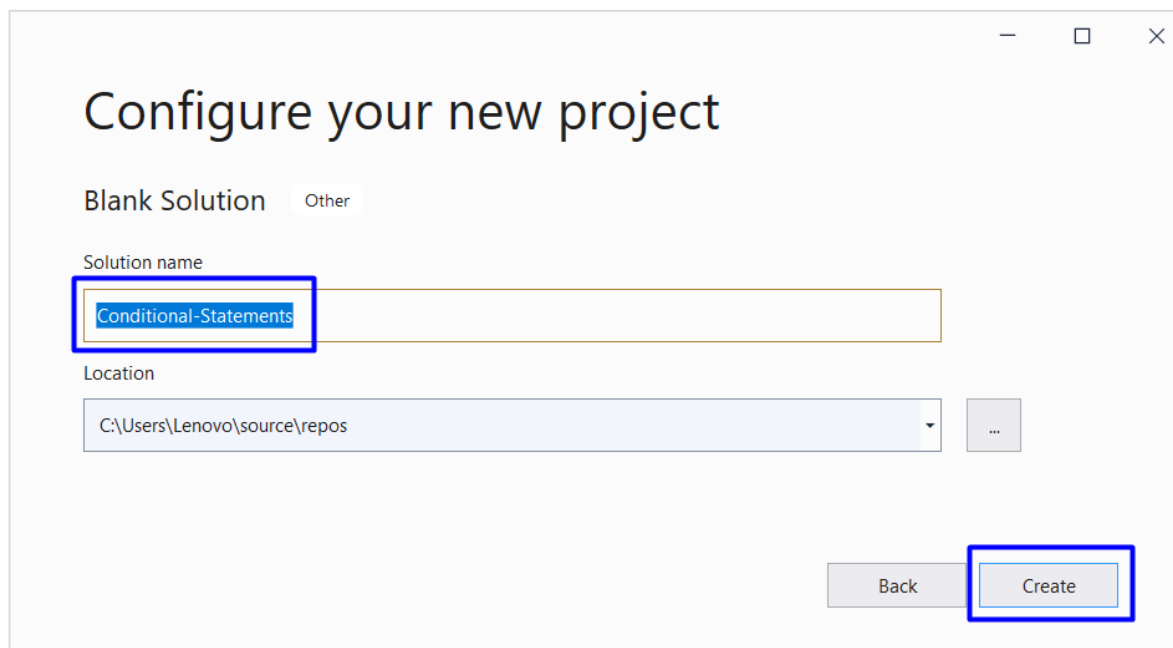 Configure your new project
Blank Solution Other
Solution name
Conditional-Statements
Location
C:\Users\Lenovo\source\repos
...
Back Create